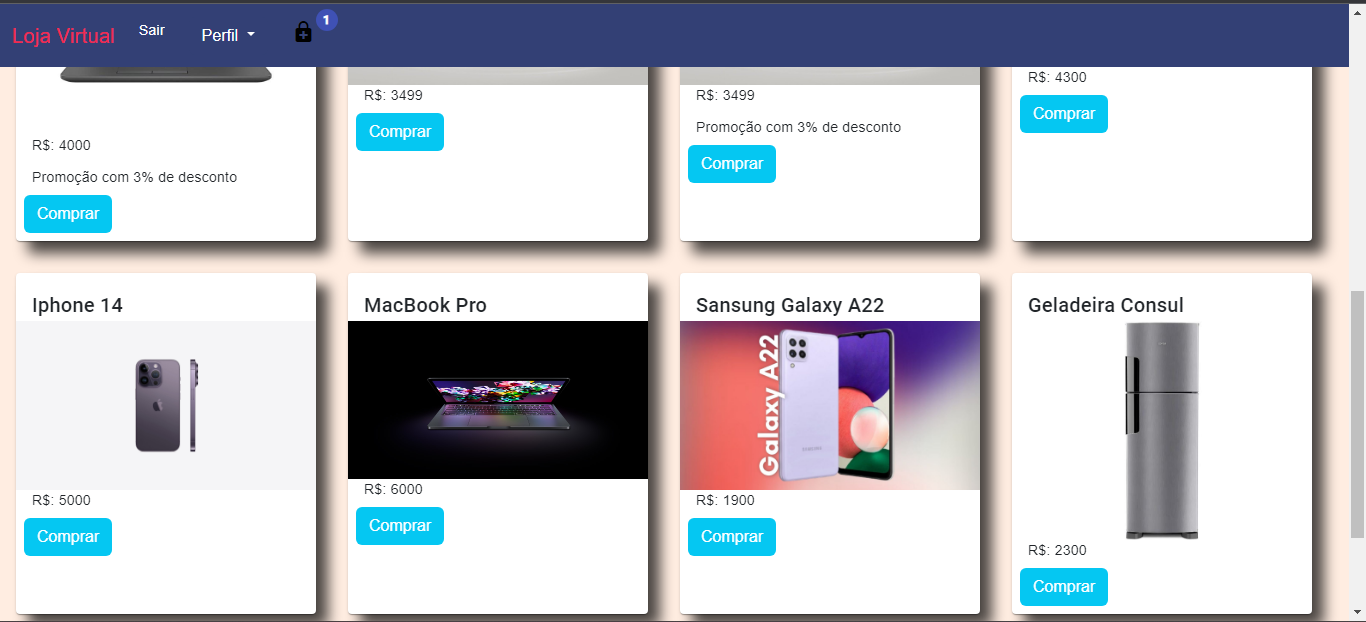 Loja Virtual
Sair
Perfil
1
R$: 4000
Promoção com 3% de desconto
Comprar
R$: 3499
Comprar
R$: 3499
Promoção com 3% de desconto
Comprar
R$: 4300
Comprar
Iphone 14
R$: 5000
Comprar
MacBook Pro
R$: 6000
Comprar
Sansung Galaxy A22
Galaxy A22
SAMSUNG
R$: 1900
Comprar
Geladeira Consul
R$: 2300
Comprar